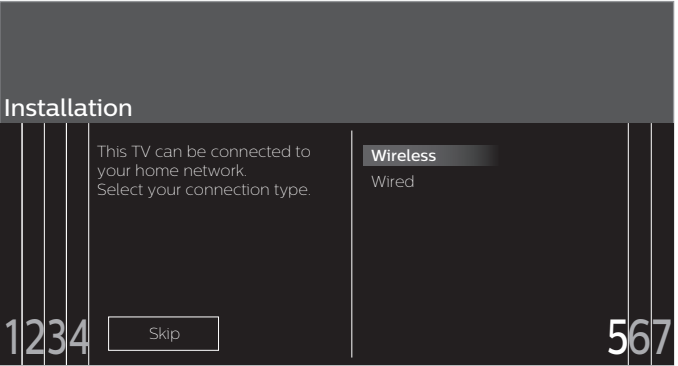 Installation
This TV can be connected to
your home network.
Select your connection type.
Wireless
Wired
Skip
1234
567